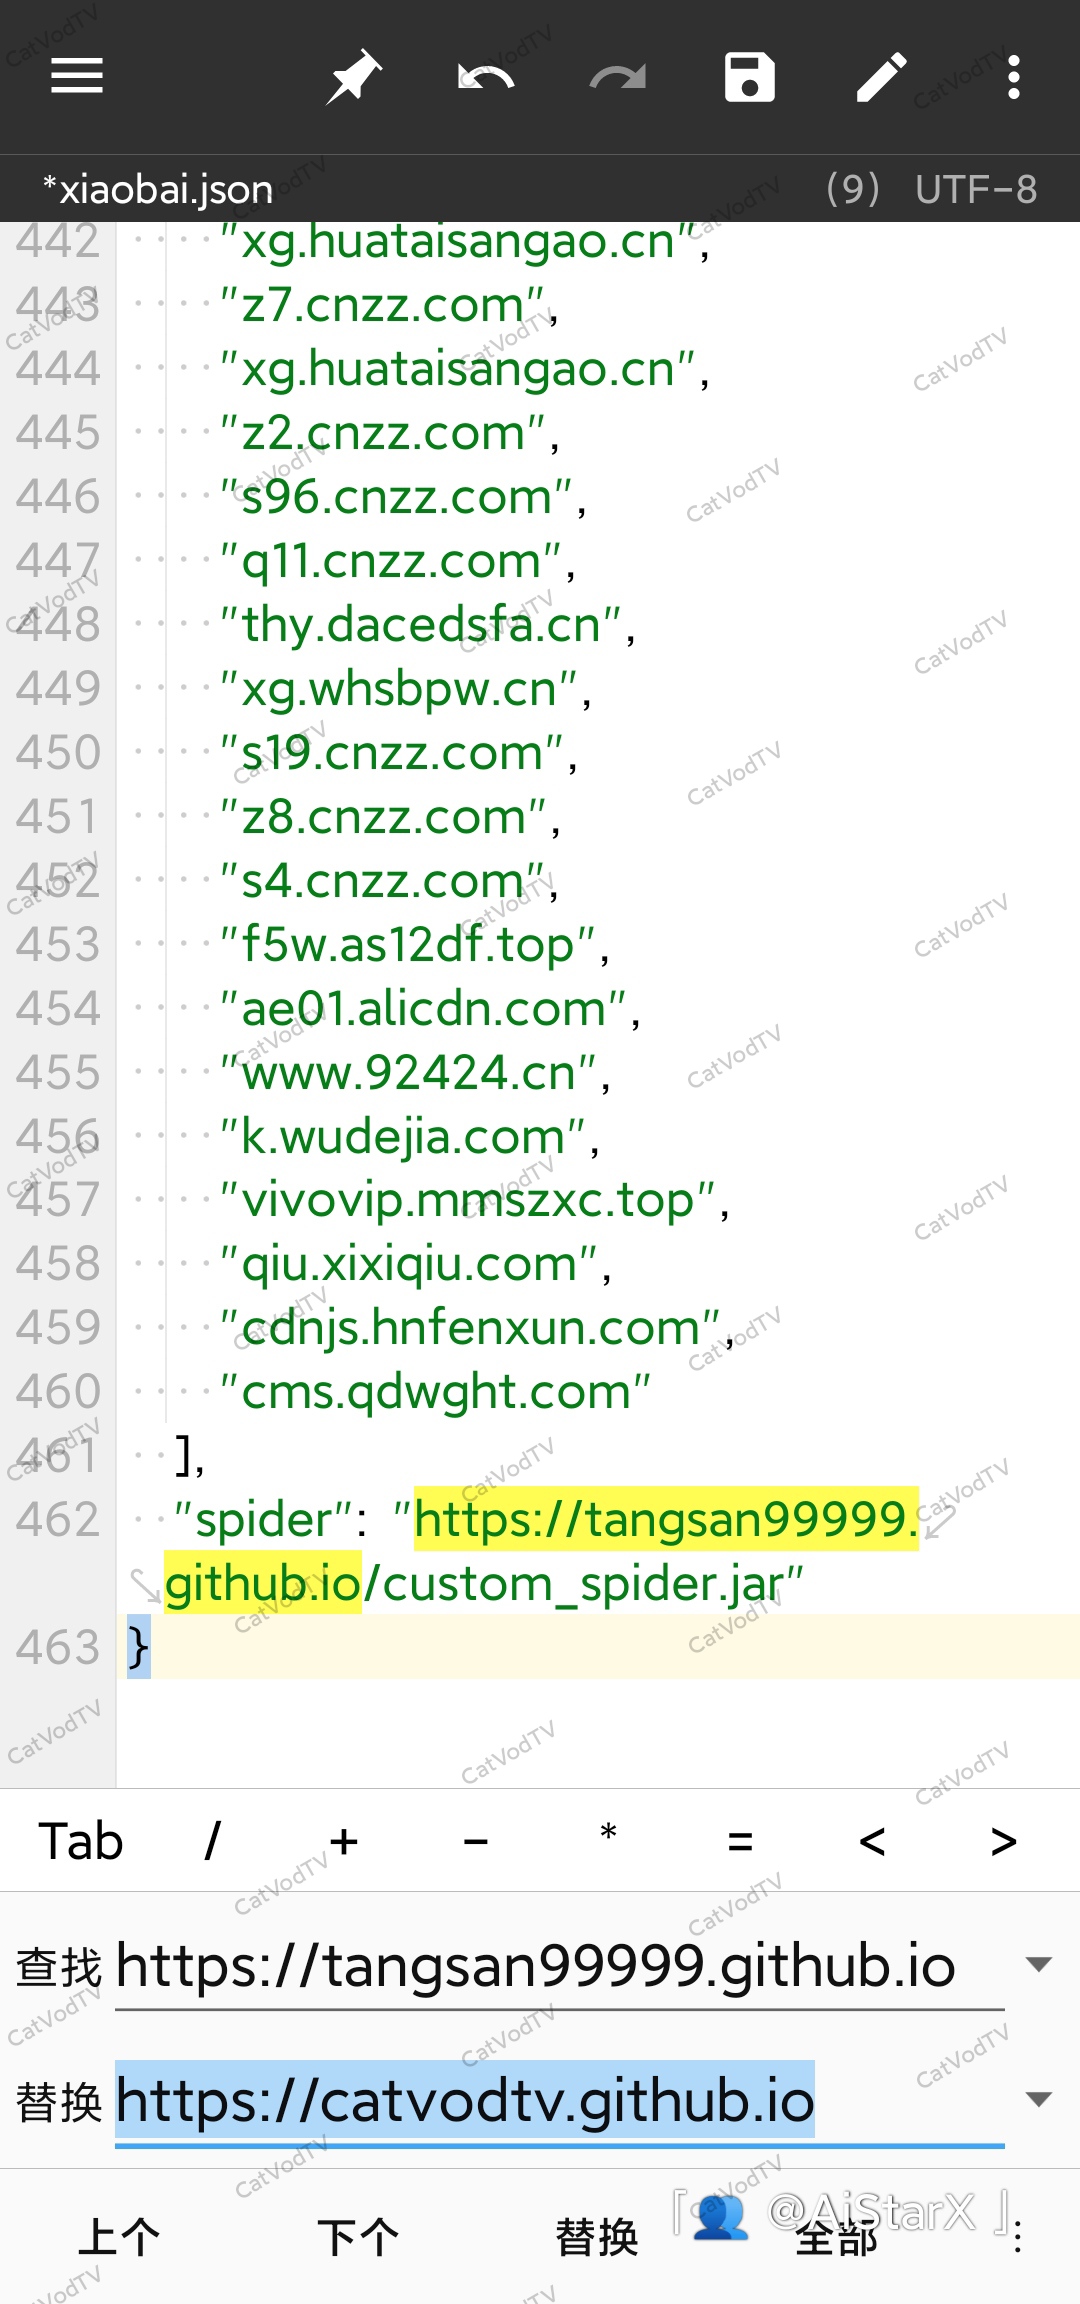 *xiaobai.json (9) UTF-8
442 "xg.huataisangao.cn",
443 "z7.cnzz.com",
444 "xg.huataisangao.cn",
445 "z2.cnzz.com",
446 "s96.cnzz.com",
447 "q11.cnzz.com",
448 "thy.dacedsfa.cn",
449 "xg.whsbpw.cn",
450 "s19.cnzz.com",
451 "z8.cnzz.com",
452 "s4.cnzz.com",
453 "f5w.as12df.top",
454 "ae01.alicdn.com",
455 "www.92424.cn",
456 "k.wudejia.com",
457 "vivovip.mmszxc.top",
458 "qiu.xixiqiu.com",
459 "cdnjs.hnfenxun.com",
460 "cms.qdwght.com"
461 ],
462 "spider": "https://tangsan99999.
github.io/custom_spider.jar"
463 }
Tab / + - * = < >
查找 https://tangsan99999.github.io
替换 https://catvodtv.github.io
上个 下个 替换 全部
「👥 @AiStarX 」
CatVodTV